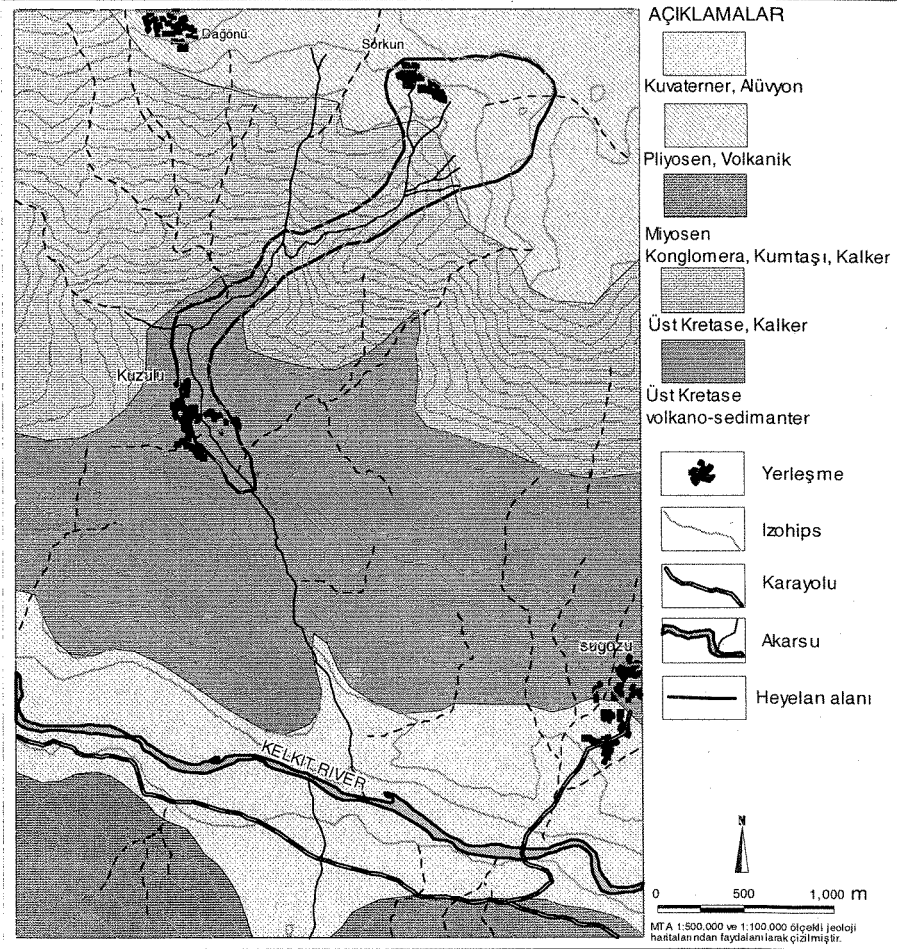 AÇIKLAMALAR
Kuvaterner, Alüvyon
Pliyosen, Volkanik
Miyosen
Konglomera, Kumtaşı, Kalker
Üst Kretase, Kalker
Üst Kretase
volkano-sedimanter
Yerleşme
Izohips
Karayolu
Akarsu
Heyelan alanı
Dağönü
Sorkun
Kuzulu
sugözü
KELKIT RIVER
N
0 500 1,000 m
MTA 1:500.000 ve 1:100.000 ölçekli jeoloji
haritalarından faydalanılarak çizilmiştir.